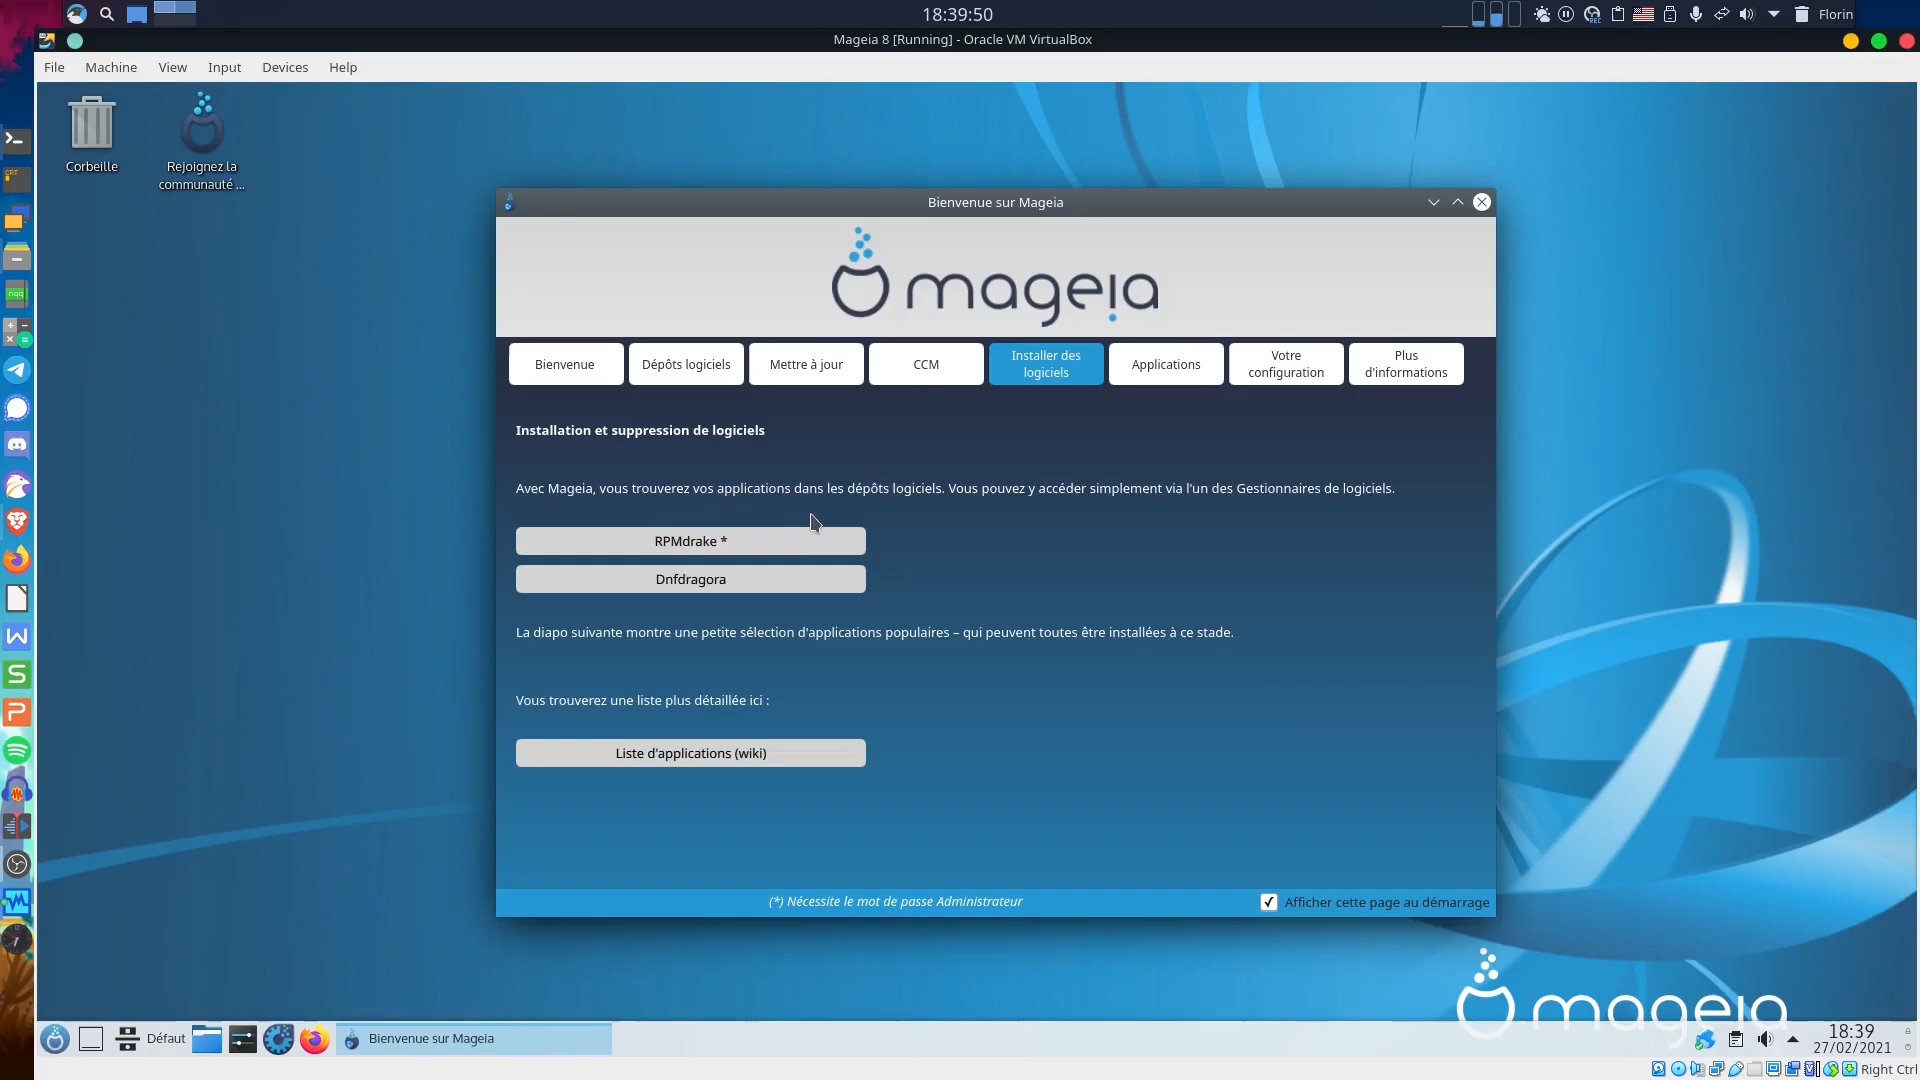 18:39:50
Florin
Mageia 8 [Running] - Oracle VM VirtualBox
File Machine View Input Devices Help
Corbeille
Rejoignez la
communauté ...
Bienvenue sur Mageia
mageia
Bienvenue
Dépôts logiciels
Mettre à jour
CCM
Installer des
logiciels
Applications
Votre
configuration
Plus
d'informations
Installation et suppression de logiciels
Avec Mageia, vous trouverez vos applications dans les dépôts logiciels. Vous pouvez y accéder simplement via l'un des Gestionnaires de logiciels.
RPMdrake *
Dnfdragora
La diapo suivante montre une petite sélection d'applications populaires – qui peuvent toutes être installées à ce stade.
Vous trouverez une liste plus détaillée ici :
Liste d'applications (wiki)
(*) Nécessite le mot de passe Administrateur
Afficher cette page au démarrage
mageia
Défaut
Bienvenue sur Mageia
18:39
27/02/2021
Right Ctrl